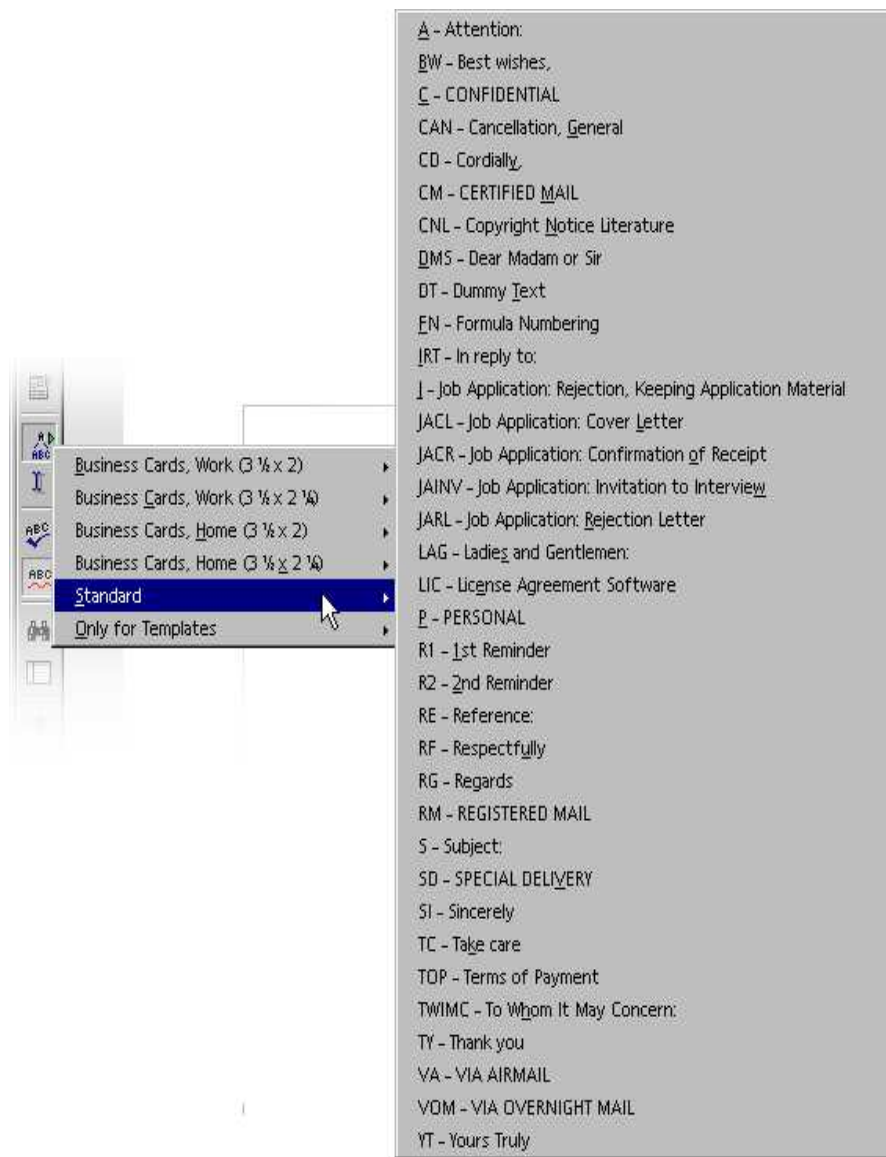 A - Attention:
BW - Best wishes,
C - CONFIDENTIAL
CAN - Cancellation, General
CD - Cordially,
CM - CERTIFIED MAIL
CNL - Copyright Notice Literature
DMS - Dear Madam or Sir
DT - Dummy Text
FN - Formula Numbering
IRT - In reply to:
J - Job Application: Rejection, Keeping Application Material
JACL - Job Application: Cover Letter
JACR - Job Application: Confirmation of Receipt
JAINV - Job Application: Invitation to Interview
JARL - Job Application: Rejection Letter
LAG - Ladies and Gentlemen:
LIC - License Agreement Software
P - PERSONAL
R1 - 1st Reminder
R2 - 2nd Reminder
RE - Reference:
RF - Respectfully
RG - Regards
RM - REGISTERED MAIL
S - Subject:
SD - SPECIAL DELIVERY
SI - Sincerely
TC - Take care
TOP - Terms of Payment
TWIMC - To Whom It May Concern:
TY - Thank you
VA - VIA AIRMAIL
VOM - VIA OVERNIGHT MAIL
YT - Yours Truly
A
ABC
ABC
ABC
Business Cards, Work (3 ½ x 2)
Business Cards, Work (3 ½ x 2 ¼)
Business Cards, Home (3 ½ x 2)
Business Cards, Home (3 ½ x 2 ¼)
Standard
Only for Templates